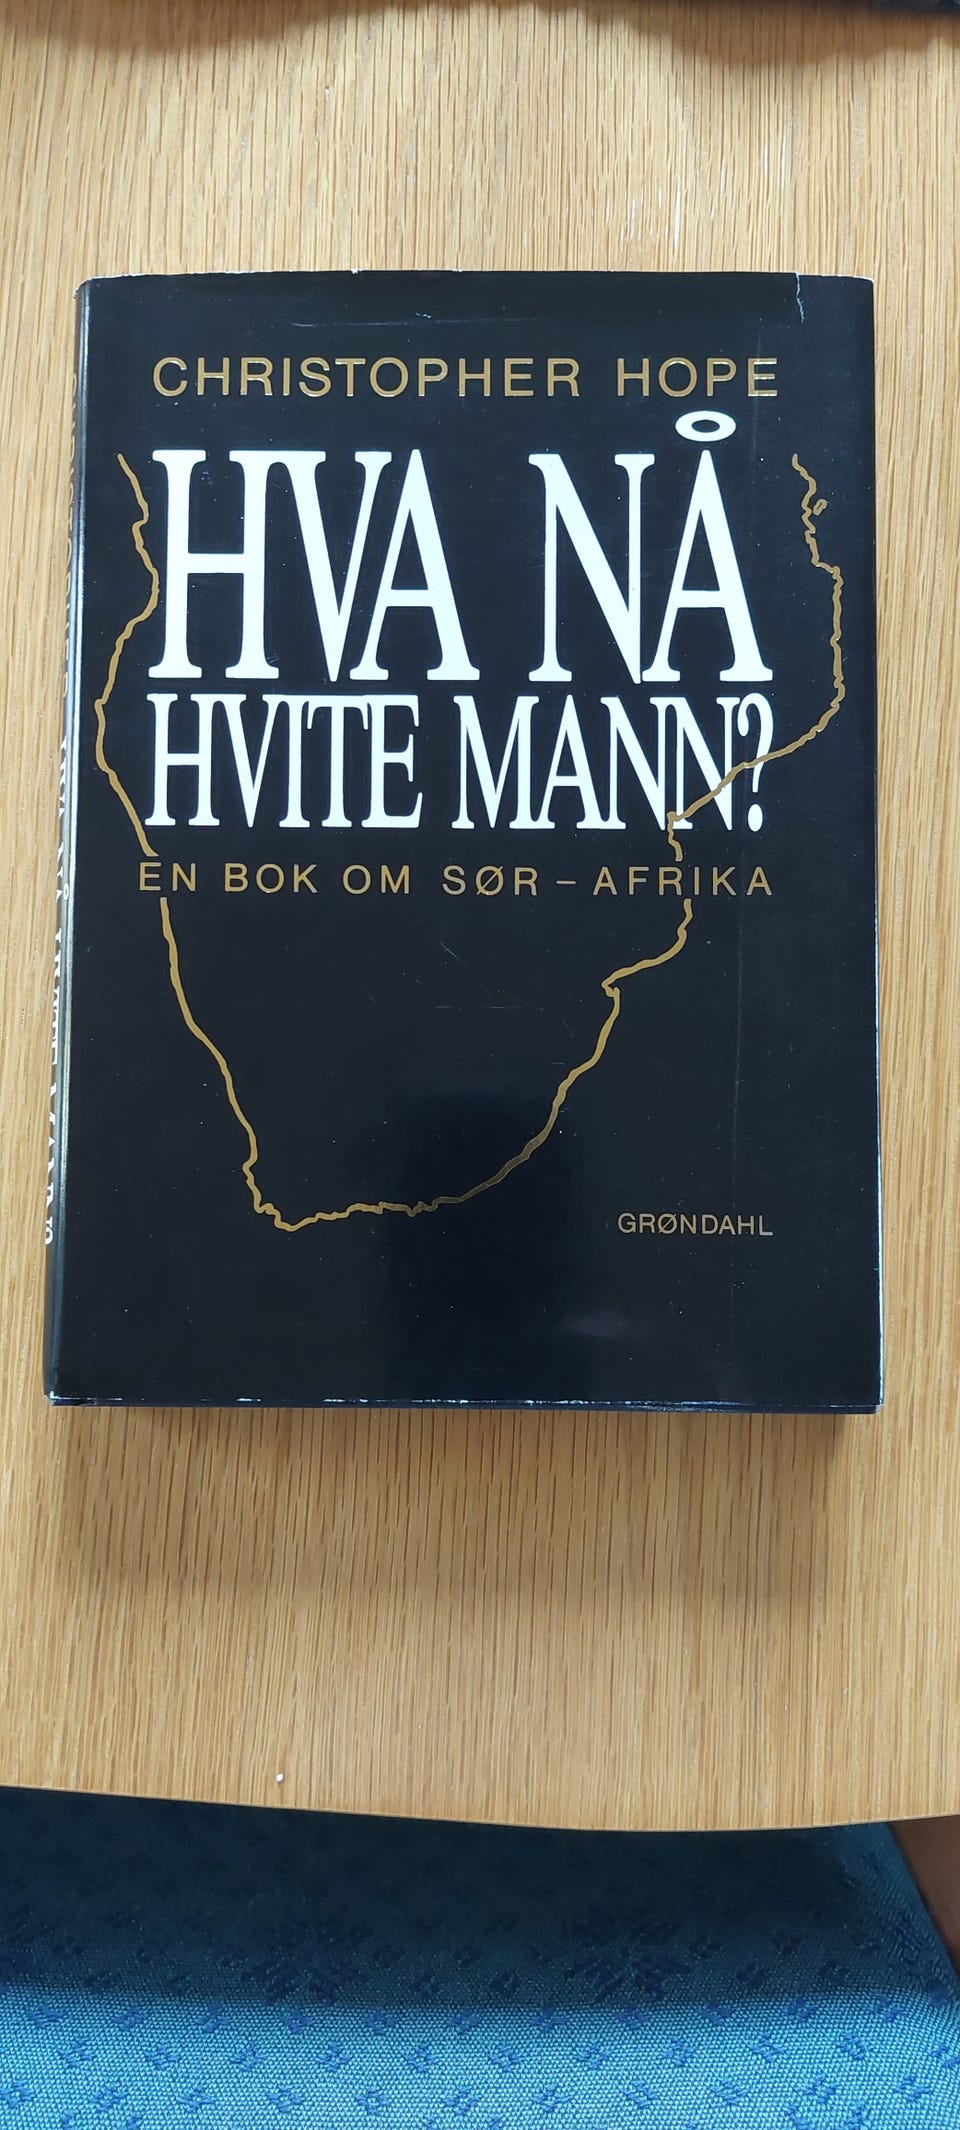 CHRISTOPHER HOPE
HVA NÅ
HVITE MANN?
EN BOK OM SØR – AFRIKA
GRØNDAHL